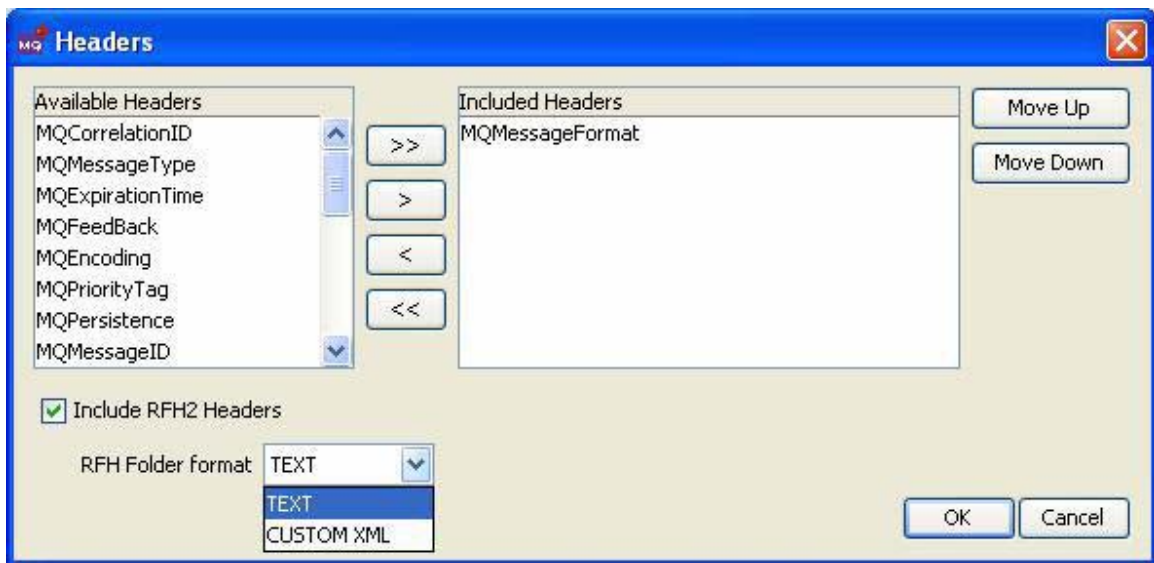 MQ Headers
Available Headers
MQCorrelationID
MQMessageType
MQExpirationTime
MQFeedBack
MQEncoding
MQPriorityTag
MQPersistence
MQMessageID
>>
>
<
<<
Included Headers
MQMessageFormat
Move Up
Move Down
Include RFH2 Headers
RFH Folder format TEXT
TEXT
CUSTOM XML
OK Cancel